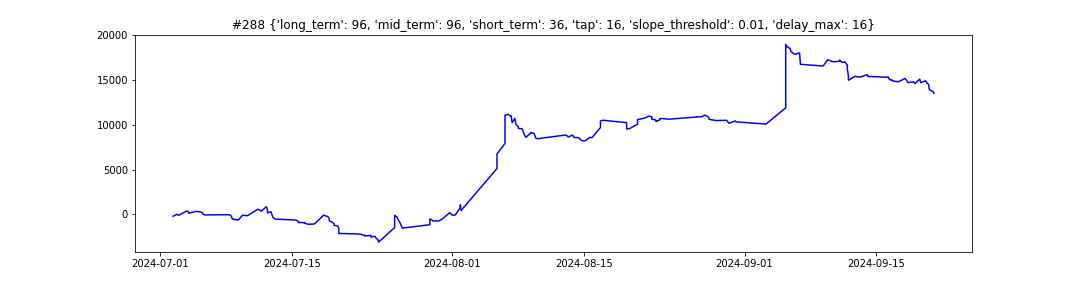 #288 {'long_term': 96, 'mid_term': 96, 'short_term': 36, 'tap': 16, 'slope_threshold': 0.01, 'delay_max': 16}
20000
15000
10000
5000
0
2024-07-01 2024-07-15 2024-08-01 2024-08-15 2024-09-01 2024-09-15